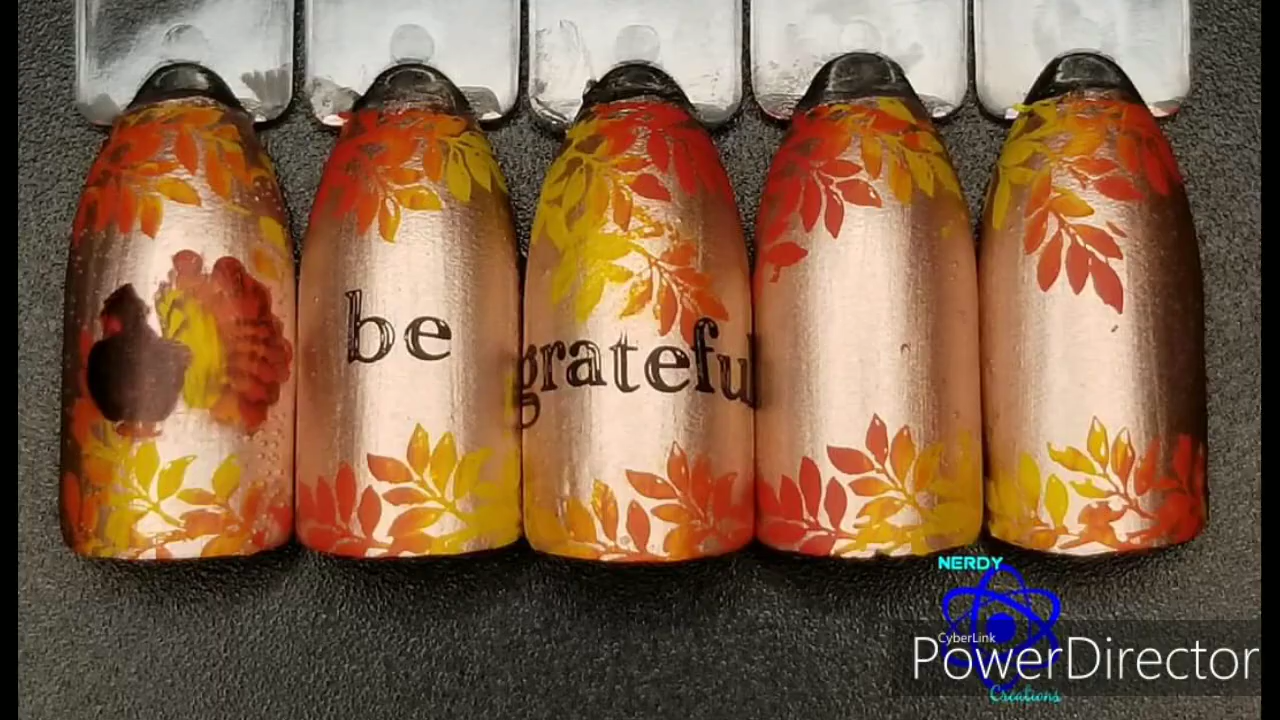 be
grateful
NERDY
CyberLink
PowerDirector
Creations